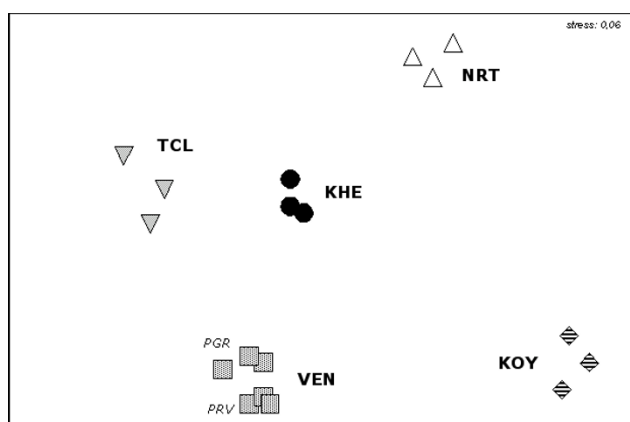 stress: 0,06
NRT
TCL
KHE
PGR
VEN
KOY
PRV